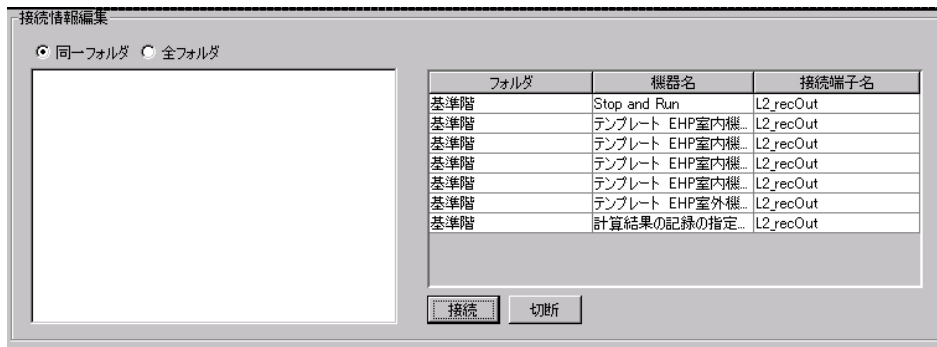 接続情報編集
同一フォルダ 全フォルダ
フォルダ 機器名 接続端子名
基準階 Stop and Run L2_recOut
基準階 テンプレート EHP室内機... L2_recOut
基準階 テンプレート EHP室内機... L2_recOut
基準階 テンプレート EHP室内機... L2_recOut
基準階 テンプレート EHP室内機... L2_recOut
基準階 テンプレート EHP室外機... L2_recOut
基準階 計算結果の記録の指定... L2_recOut
接続 切断